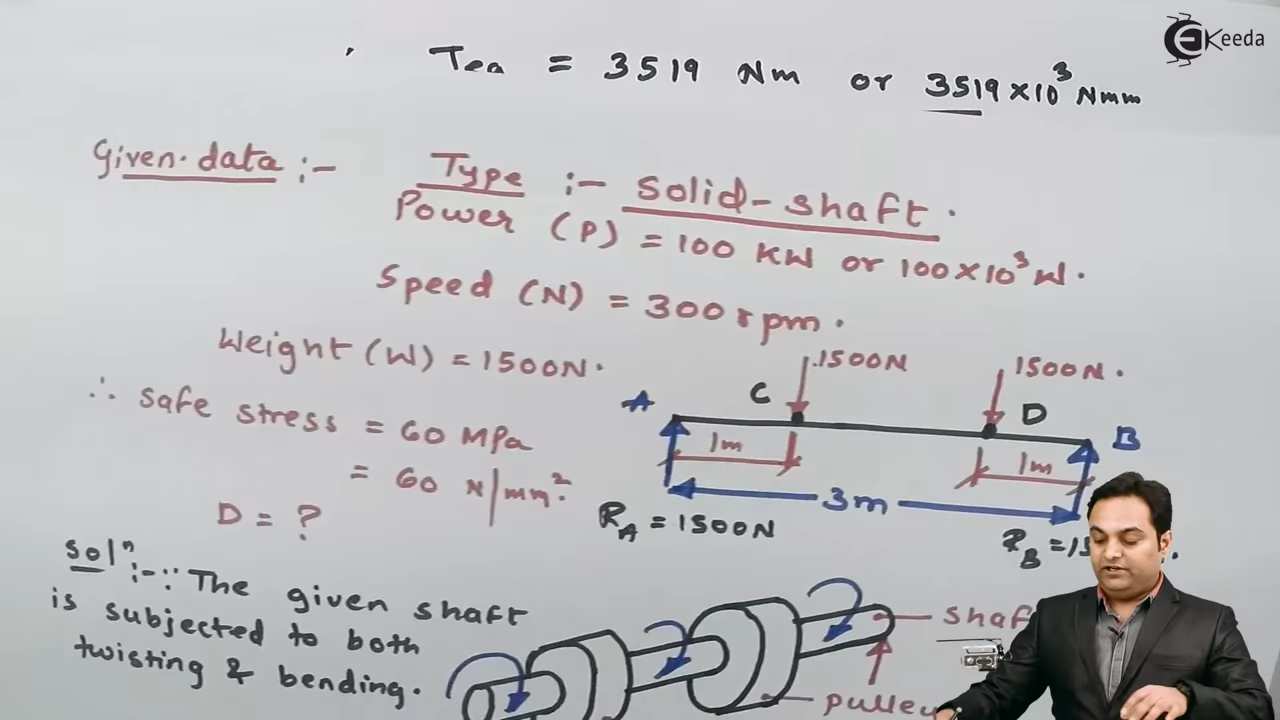 EKeeda
Teq = 3519 Nm or 3519×10³ Nmm
Given data :-
Type :- Solid-shaft.
Power (P) = 100 KW or 100×10³ W.
Speed (N) = 300 rpm.
Weight (W) = 1500N.
∴ safe stress = 60 MPa
= 60 N/mm².
D = ?
1500N
1500N.
C
D
A
B
1m
1m
3m
RA = 1500N
RB =
Solⁿ :- ∵ The given shaft
is subjected to both
twisting & bending.